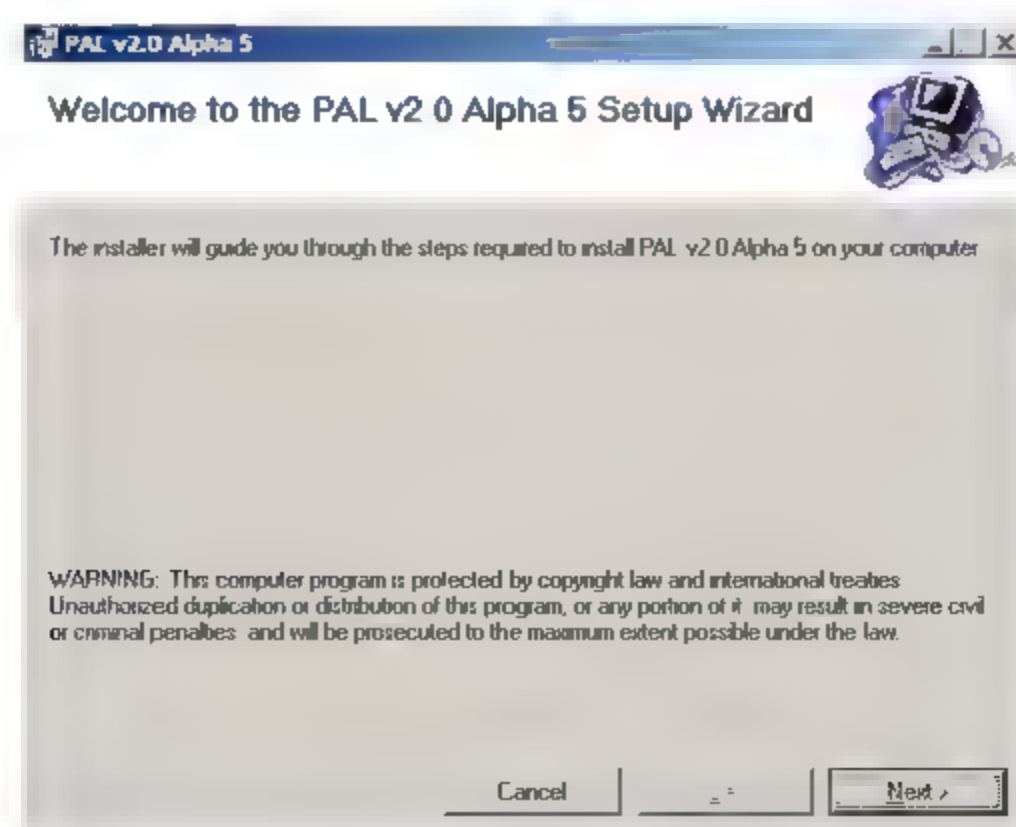 PAL v2.0 Alpha 5
Welcome to the PAL v2 0 Alpha 5 Setup Wizard
The installer will guide you through the steps required to install PAL v2 0 Alpha 5 on your computer
WARNING: This computer program is protected by copyright law and international treaties
Unauthorized duplication or distribution of this program, or any portion of it may result in severe civil
or criminal penalties and will be prosecuted to the maximum extent possible under the law.
Cancel
Next >